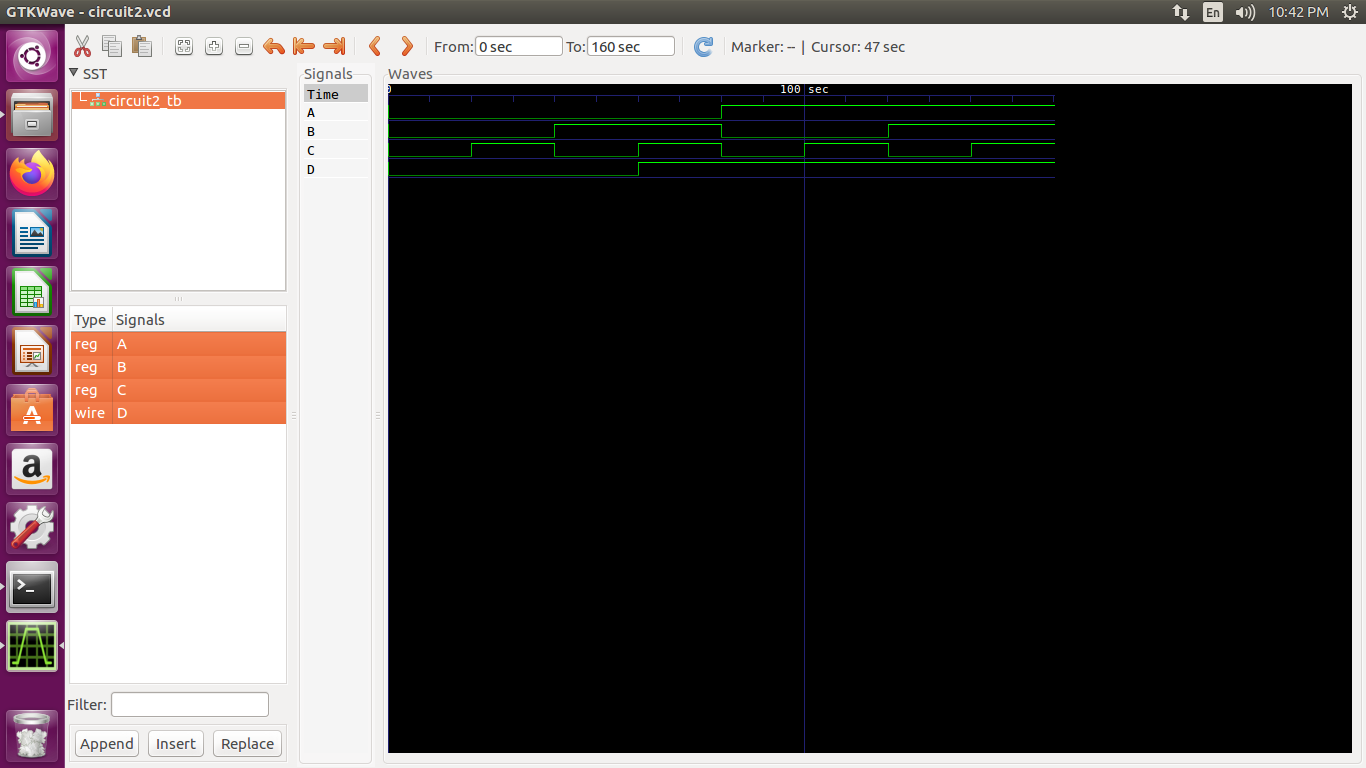 GTKWave - circuit2.vcd
En
10:42 PM
From: 0 sec To: 160 sec
Marker: -- | Cursor: 47 sec
SST
circuit2_tb
Type Signals
reg A
reg B
reg C
wire D
Filter:
Append Insert Replace
Signals
Time
A
B
C
D
Waves
0 100 sec